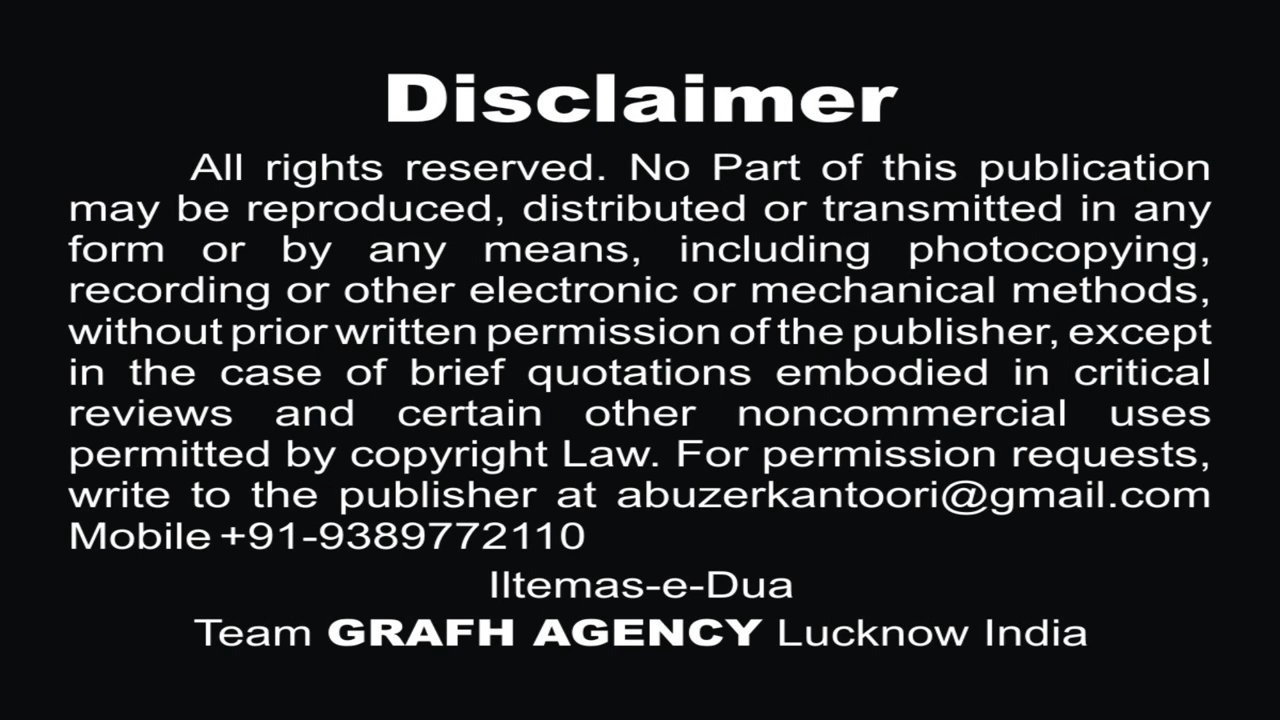 Disclaimer
All rights reserved. No Part of this publication
may be reproduced, distributed or transmitted in any
form or by any means, including photocopying,
recording or other electronic or mechanical methods,
without prior written permission of the publisher, except
in the case of brief quotations embodied in critical
reviews and certain other noncommercial uses
permitted by copyright Law. For permission requests,
write to the publisher at abuzerkantoori@gmail.com
Mobile +91-9389772110
IItemas-e-Dua
Team GRAFH AGENCY Lucknow India